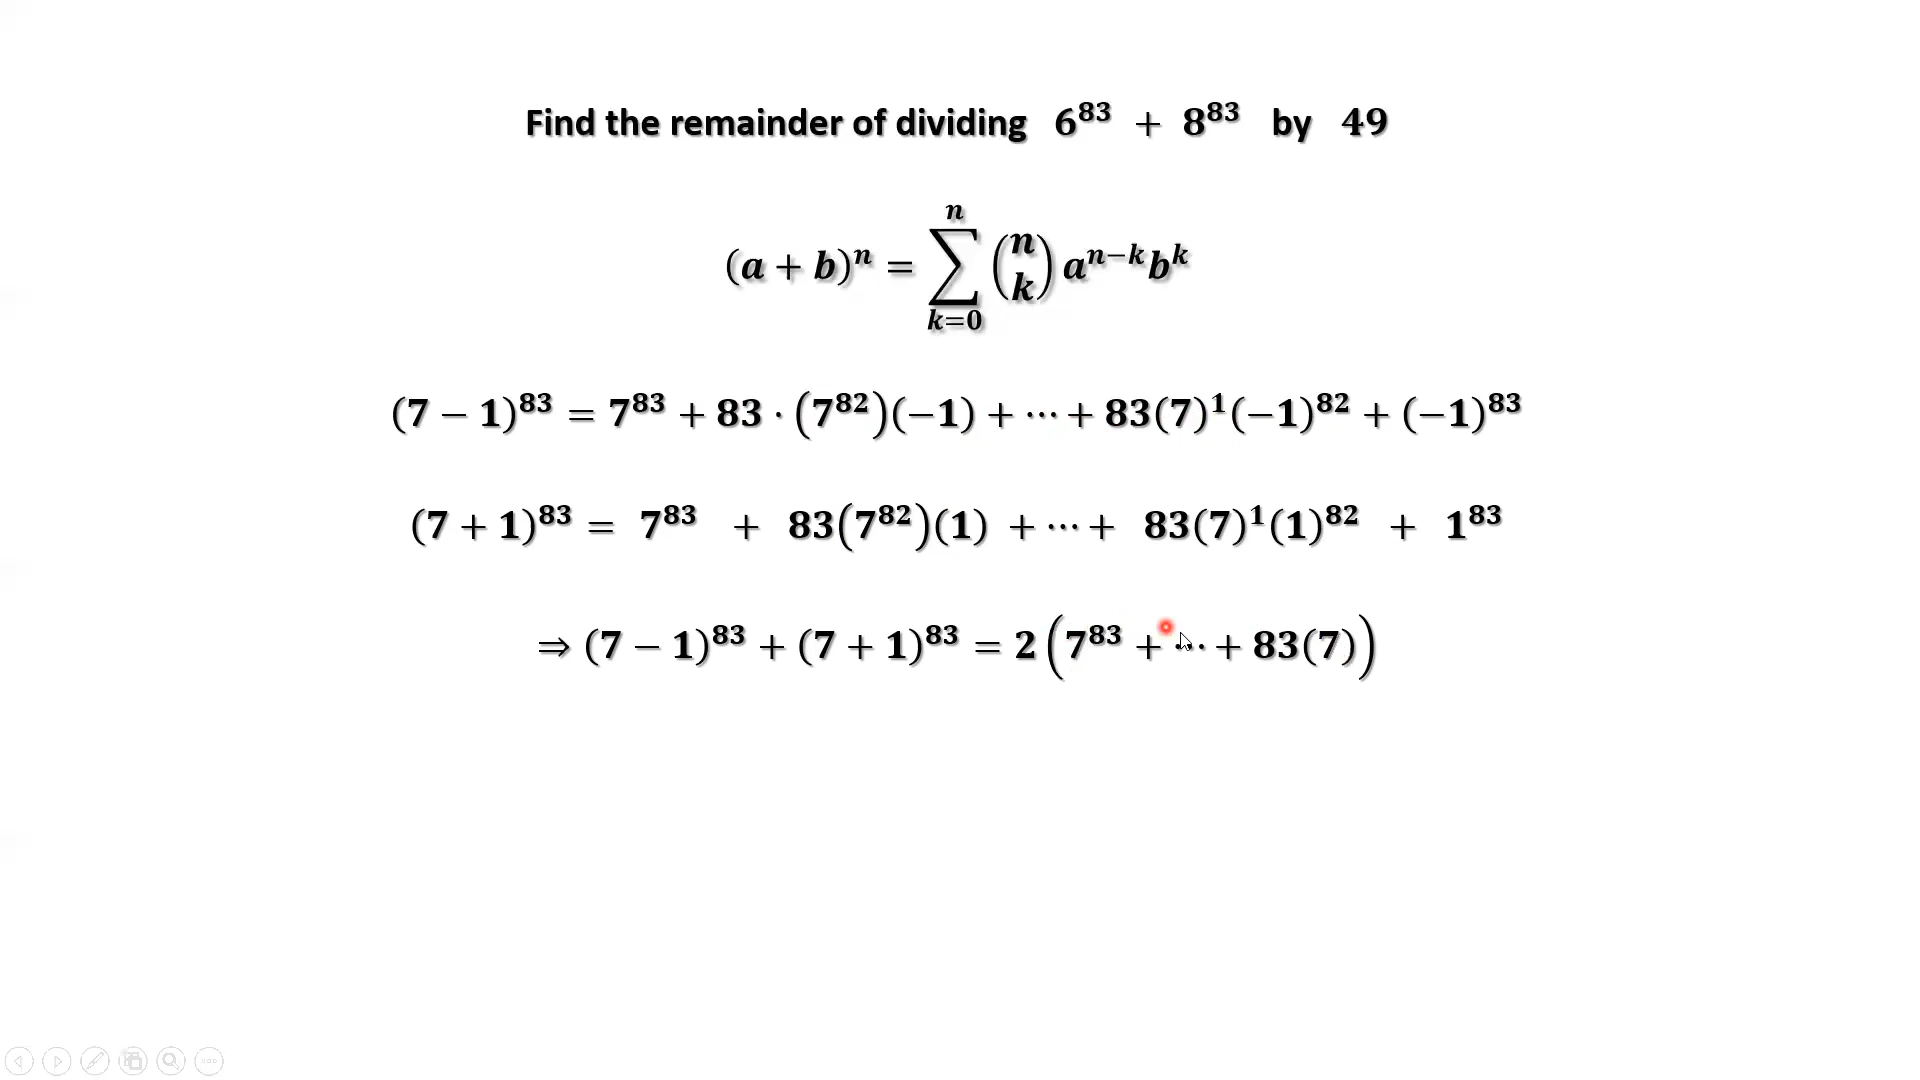 Find the remainder of dividing 6^83 + 8^83 by 49
(a + b)^n = ∑_{k=0}^{n} (n k) a^{n−k} b^k
(7 − 1)^83 = 7^83 + 83 · (7^82)(−1) + ⋯ + 83(7)^1(−1)^82 + (−1)^83
(7 + 1)^83 = 7^83 + 83(7^82)(1) + ⋯ + 83(7)^1(1)^82 + 1^83
⇒ (7 − 1)^83 + (7 + 1)^83 = 2(7^83 + ⋯ + 83(7))